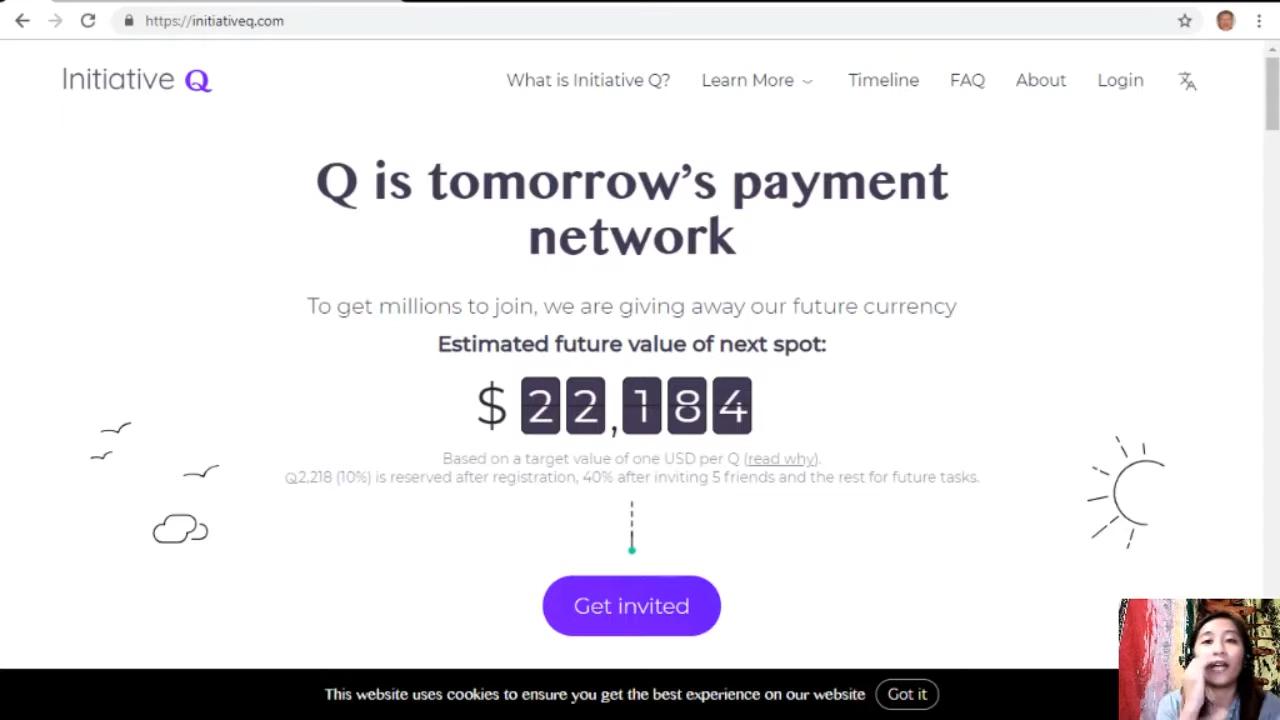 https://initiativeq.com
Initiative Q
What is Initiative Q?
Learn More
Timeline
FAQ
About
Login
Q is tomorrow's payment
network
To get millions to join, we are giving away our future currency
Estimated future value of next spot:
$ 22,184
Based on a target value of one USD per Q (read why).
Q2,218 (10%) is reserved after registration, 40% after inviting 5 friends and the rest for future tasks.
Get invited
This website uses cookies to ensure you get the best experience on our website
Got it